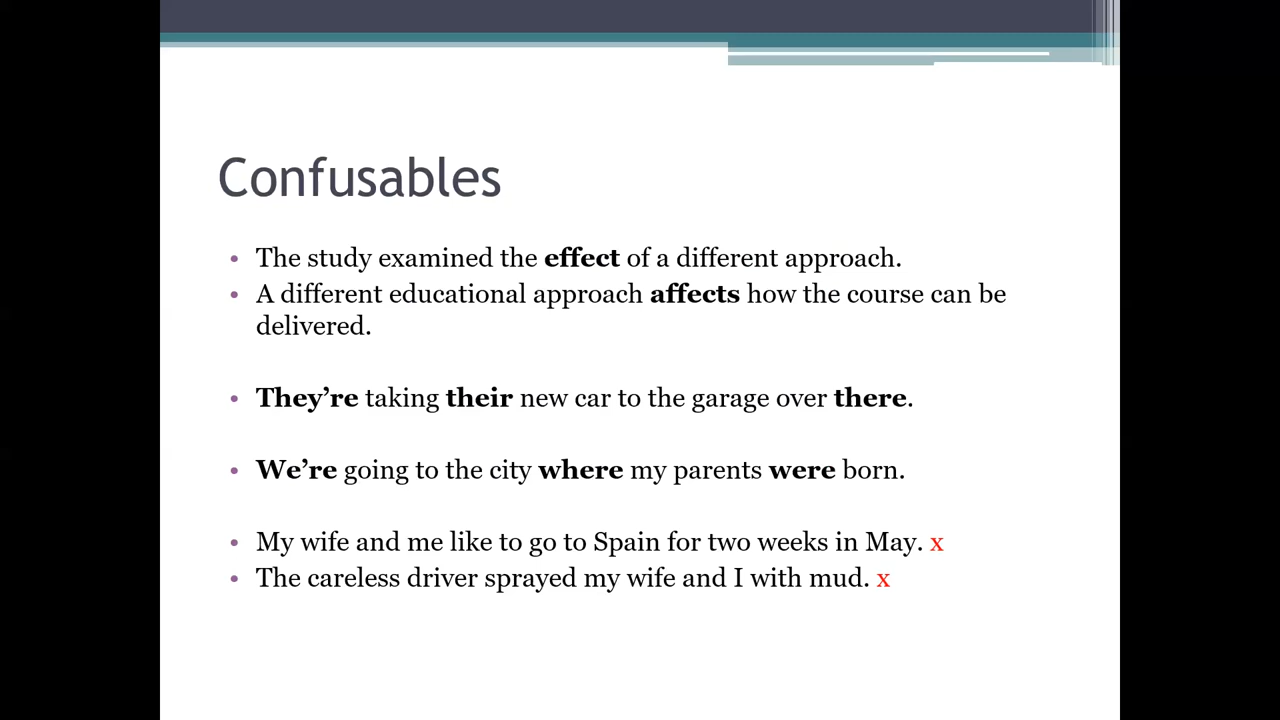 Confusables
• The study examined the effect of a different approach.
• A different educational approach affects how the course can be
delivered.
• They’re taking their new car to the garage over there.
• We’re going to the city where my parents were born.
• My wife and me like to go to Spain for two weeks in May. x
• The careless driver sprayed my wife and I with mud. x